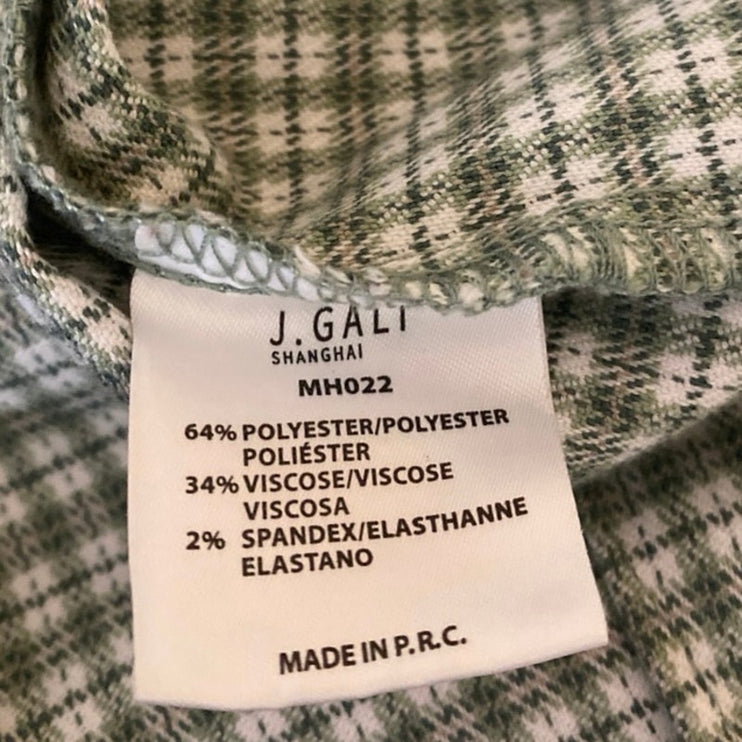 J.GALI
SHANGHAI
MH022
64% POLYESTER/POLYESTER
POLIÉSTER
34% VISCOSE/VISCOSE
VISCOSA
2% SPANDEX/ELASTHANNE
ELASTANO
MADE IN P.R.C.